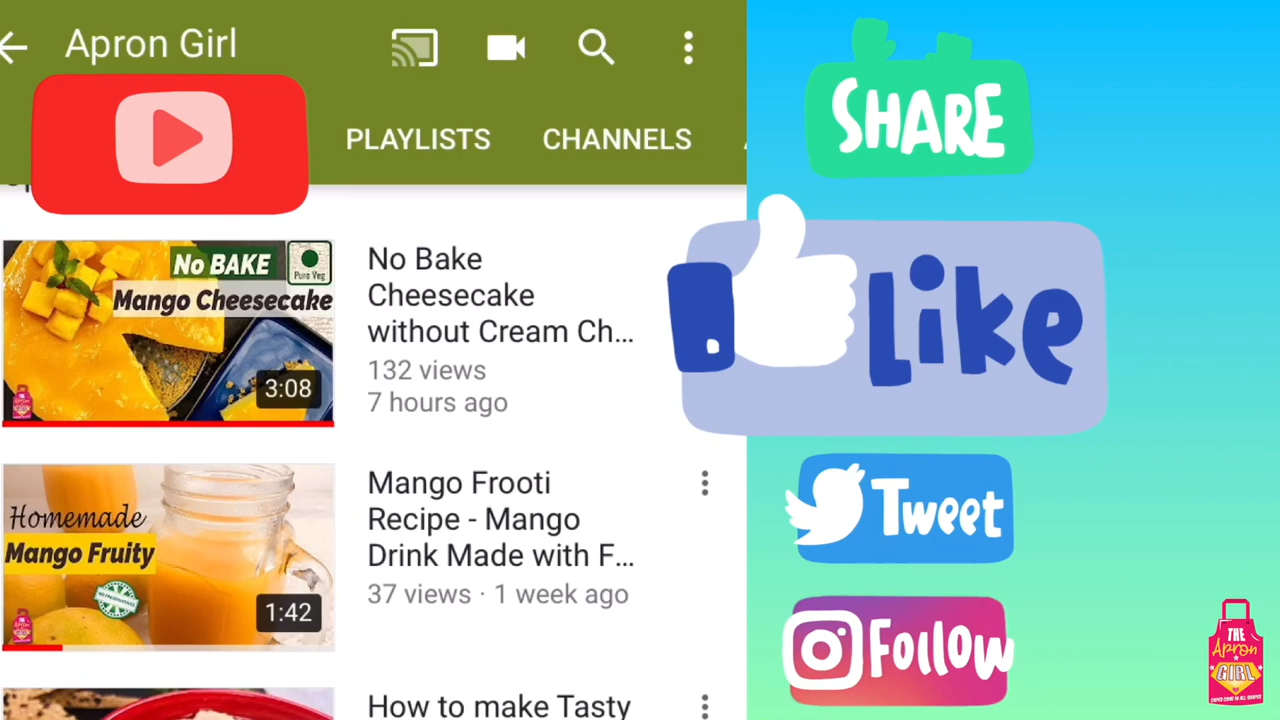 Apron Girl
PLAYLISTS
CHANNELS
No BAKE
Pure Veg
Mango Cheesecake
3:08
No Bake
Cheesecake
without Cream Ch...
132 views
7 hours ago
Homemade
Mango Fruity
1:42
Mango Frooti
Recipe - Mango
Drink Made with F...
37 views · 1 week ago
How to make Tasty
SHARE
Like
Tweet
Follow
THE
Apron
GIRL